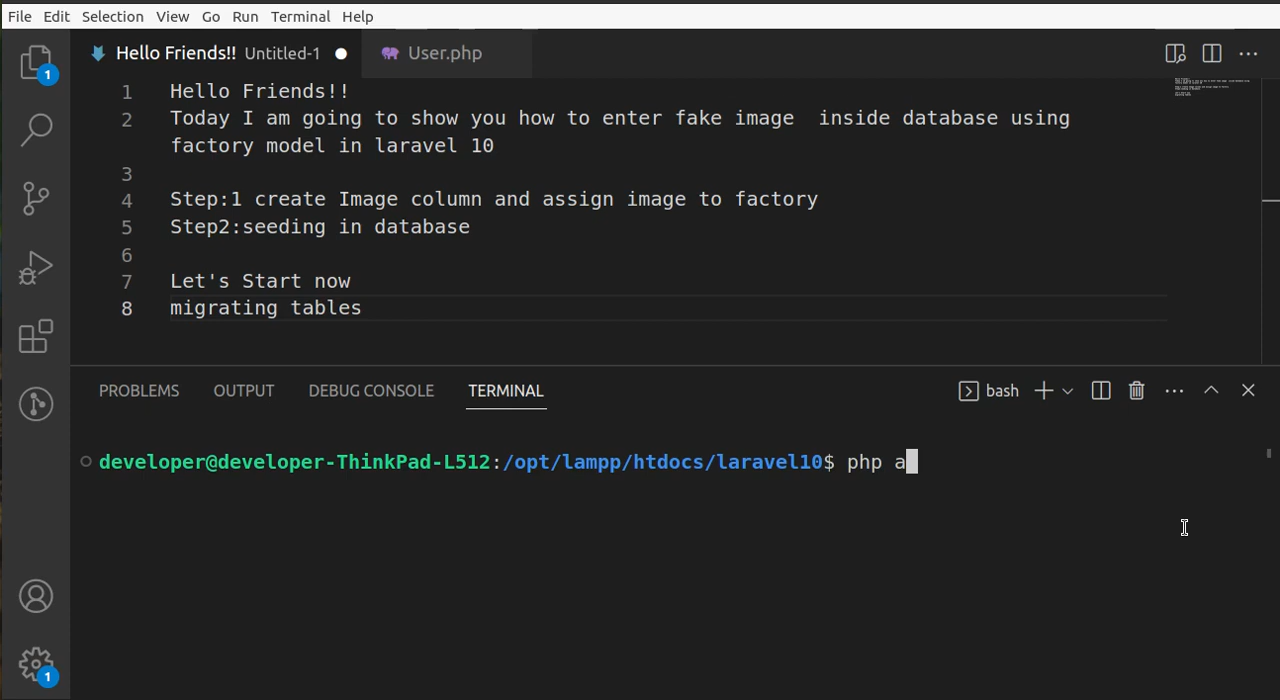 File Edit Selection View Go Run Terminal Help
1
Hello Friends!! Untitled-1
User.php
1 Hello Friends!!
2 Today I am going to show you how to enter fake image  inside database using
factory model in laravel 10
3
4 Step:1 create Image column and assign image to factory
5 Step2:seeding in database
6
7 Let's Start now
8 migrating tables
PROBLEMS OUTPUT DEBUG CONSOLE TERMINAL
bash
developer@developer-ThinkPad-L512:/opt/lampp/htdocs/laravel10$ php a
1